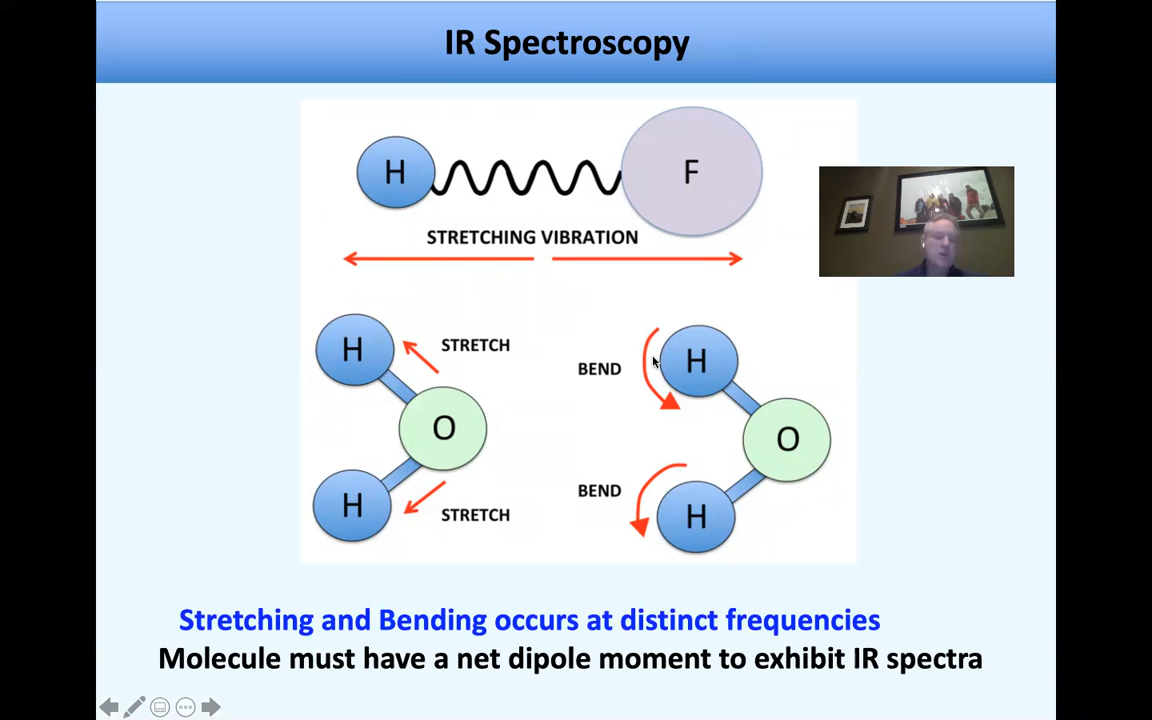 IR Spectroscopy
H
F
STRETCHING VIBRATION
H
STRETCH
O
H
STRETCH
BEND
H
O
BEND
H
Stretching and Bending occurs at distinct frequencies
Molecule must have a net dipole moment to exhibit IR spectra